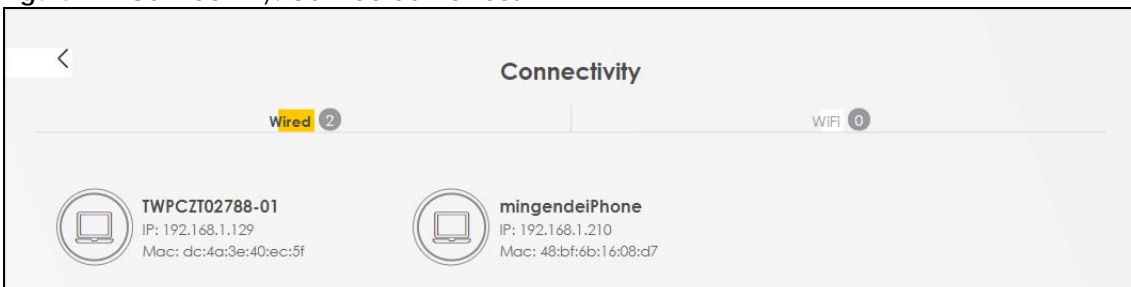 Connectivity
Wired 2
WiFi 0
TWPCZT02788-01
IP: 192.168.1.129
Mac: dc:4a:3e:40:ec:5f
mingendeiPhone
IP: 192.168.1.210
Mac: 48:bf:6b:16:08:d7